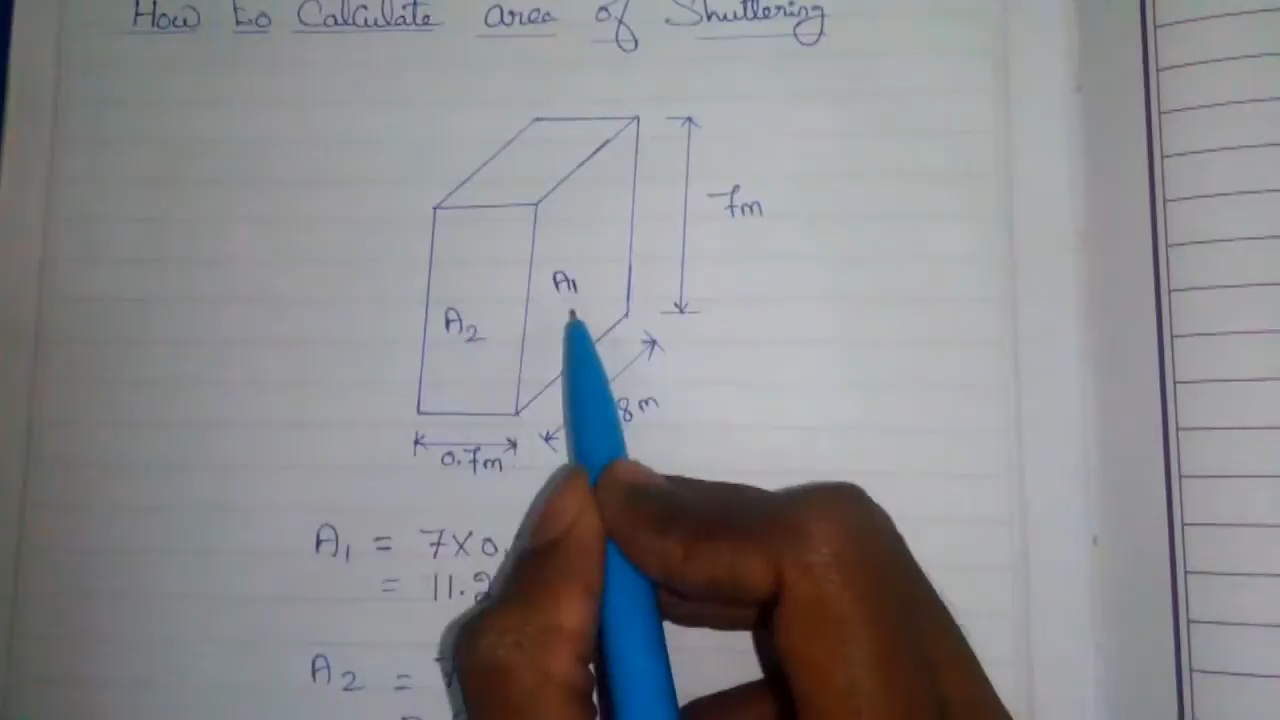 How to Calculate area of Shuttering
7m
A1
A2
8m
0.7m
A1 = 7X0.
= 11.2
A2 =